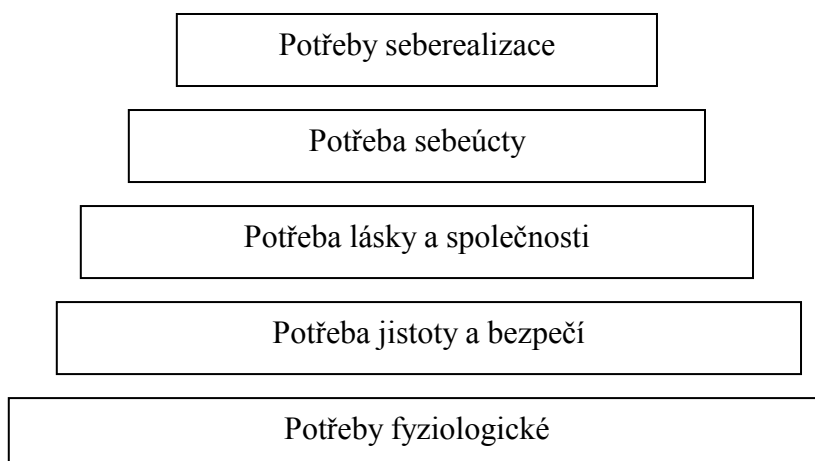 Potřeby seberealizace
Potřeba sebeúcty
Potřeba lásky a společnosti
Potřeba jistoty a bezpečí
Potřeby fyziologické